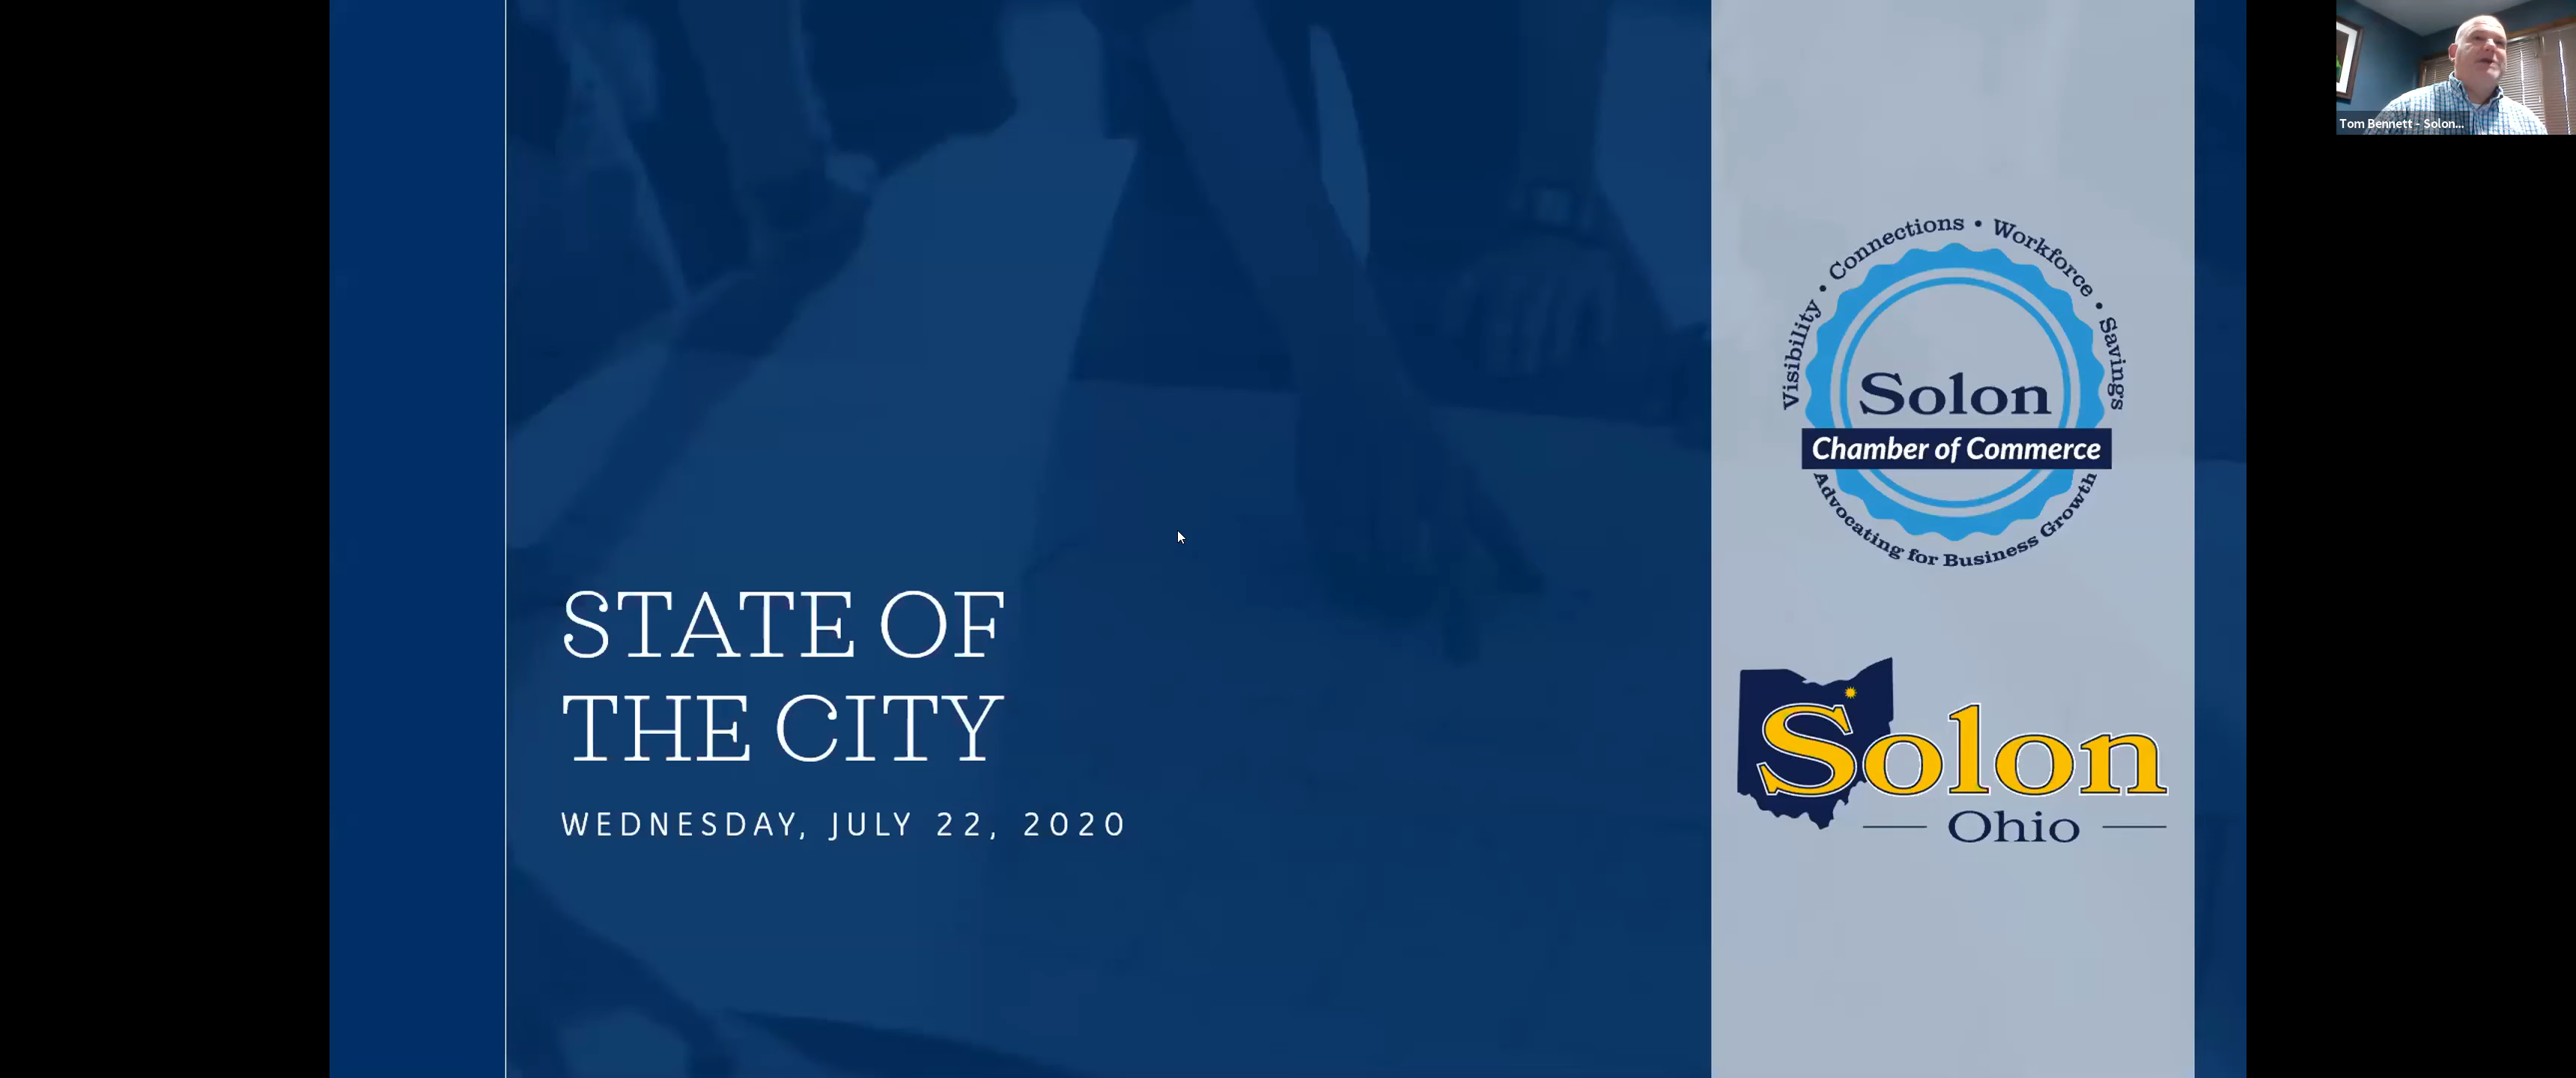 STATE OF
THE CITY
WEDNESDAY, JULY 22, 2020
Visibility • Connections • Workforce • Savings
Solon
Chamber of Commerce
Advocating for Business Growth
Solon
Ohio
Tom Bennett - Solon...